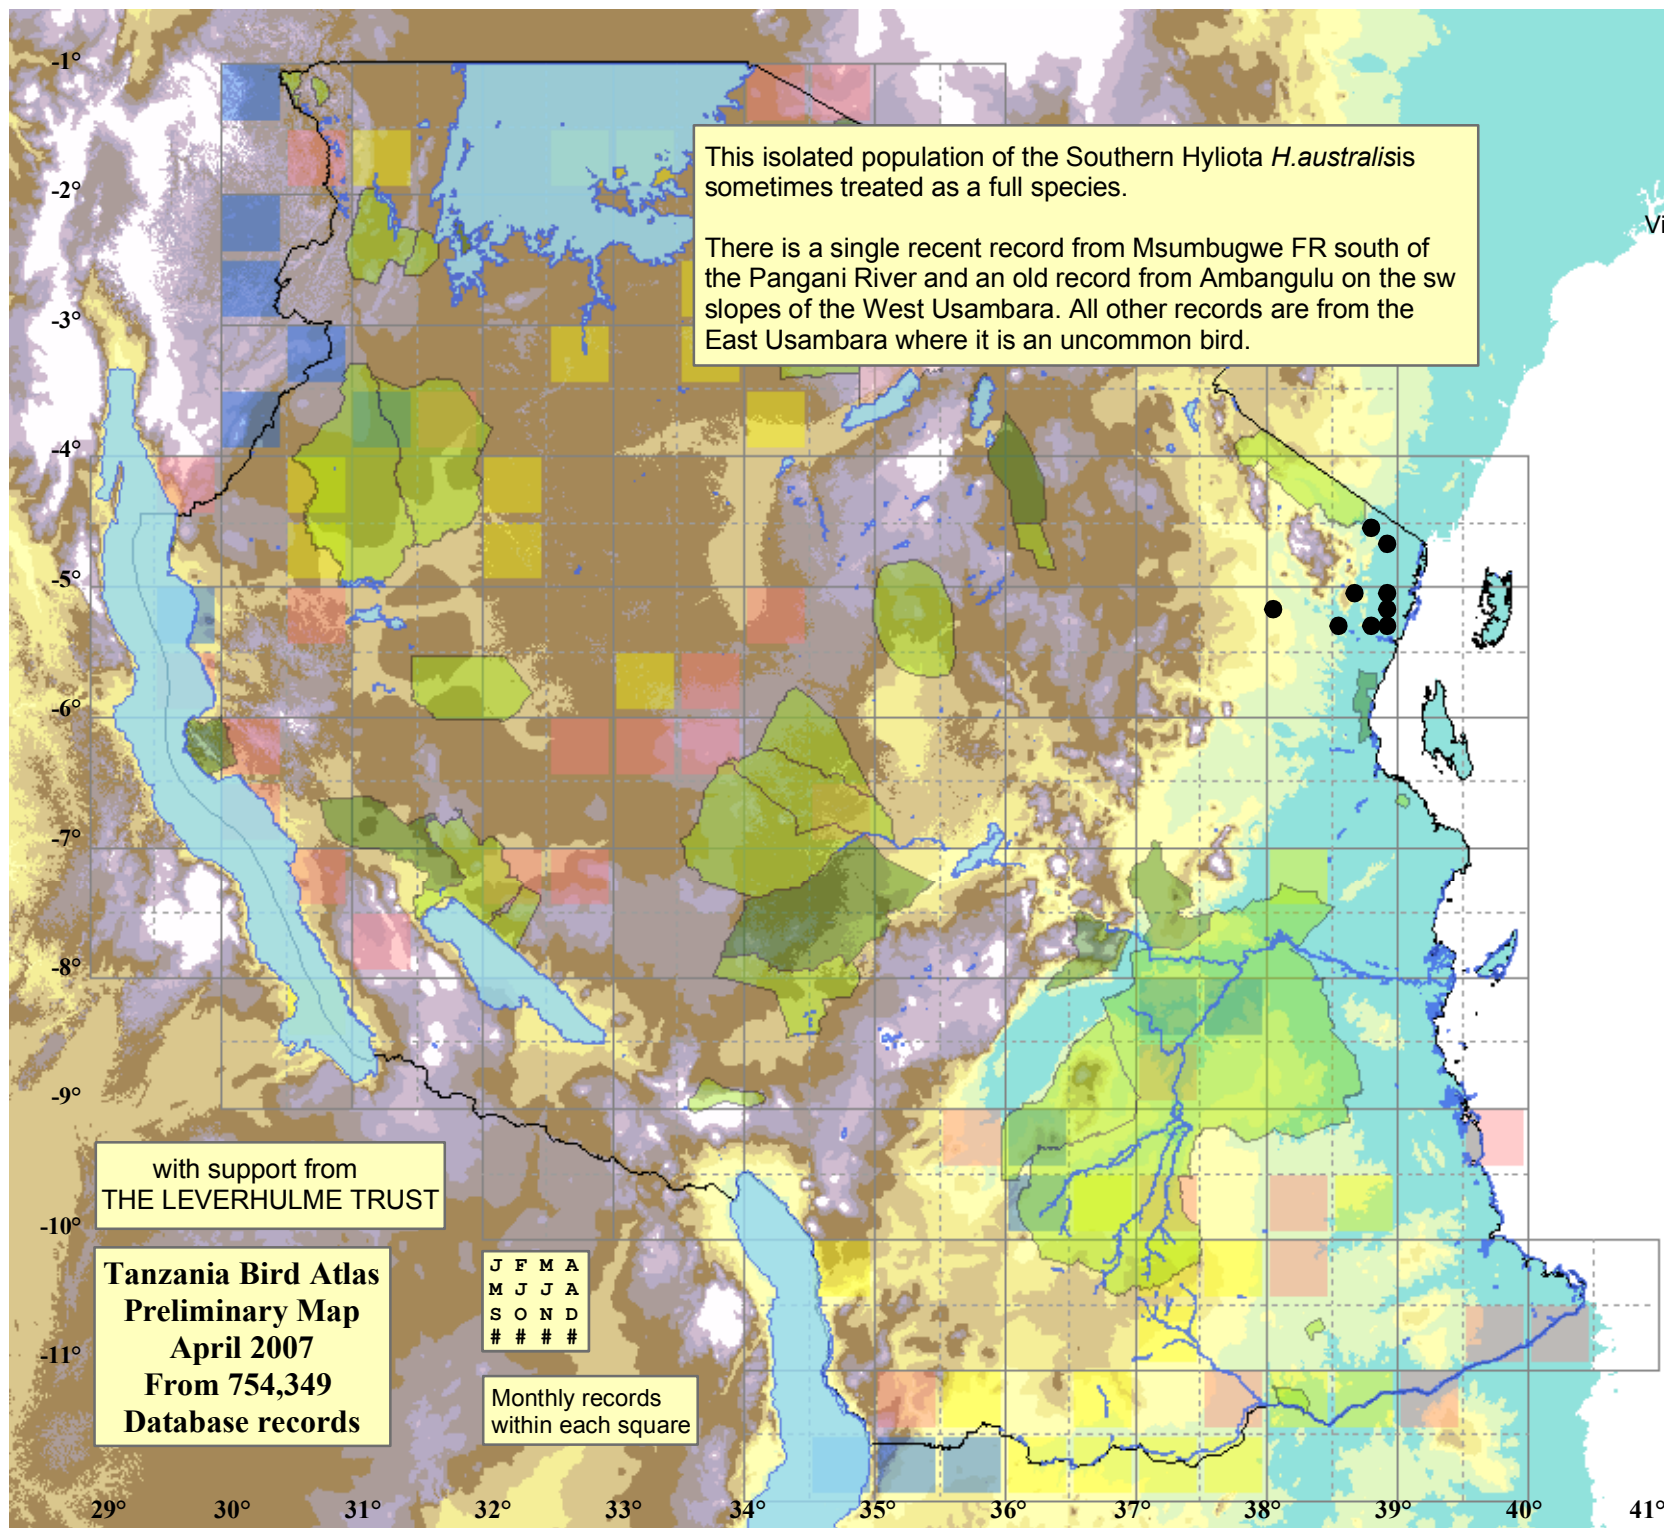 -1°
This isolated population of the Southern Hyliota H.australisis
sometimes treated as a full species.
-2°
Vi
There is a single recent record from Msumbugwe FR south of
the Pangani River and an old record from Ambangulu on the sw
slopes of the West Usambara. All other records are from the
East Usambara where it is an uncommon bird.
-3°
-4°
-5°
-6°
-7°
-8°
-9°
with support from
THE LEVERHULME TRUST
-10°
Tanzania Bird Atlas
Preliminary Map
April 2007
From 754,349
Database records
J F M A
M J J A
S O N D
# # # #
-11°
Monthly records
within each square
29° 30° 31° 32° 33° 34° 35° 36° 37° 38° 39° 40° 41°